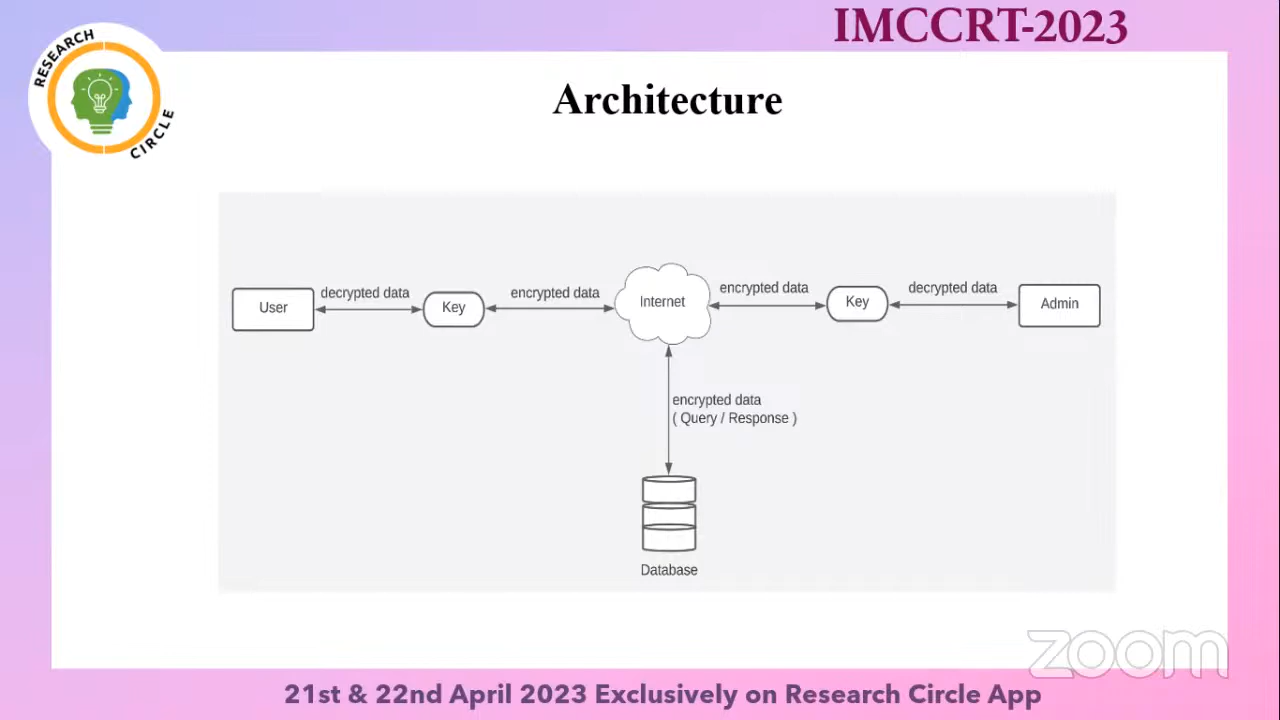 IMCCRT-2023
RESEARCH
CIRCLE
Architecture
User
decrypted data
Key
encrypted data
Internet
encrypted data
Key
decrypted data
Admin
encrypted data
( Query / Response )
Database
zoom
21st & 22nd April 2023 Exclusively on Research Circle App